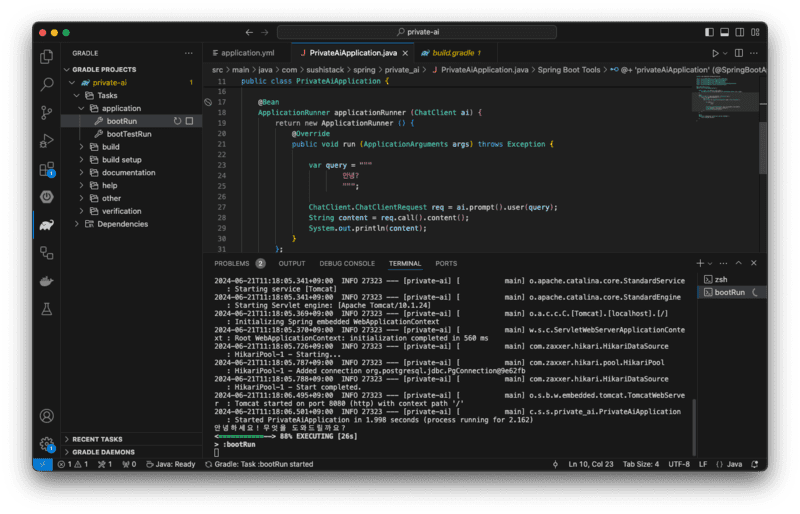 private-ai
GRADLE
application.yml
PrivateAiApplication.java
build.gradle 1
GRADLE PROJECTS
src > main > java > com > sushistack > spring > private_ai > PrivateAiApplication.java > Spring Boot Tools > @+ 'privateAiApplication' (@SpringBootAp
private-ai 1
Tasks
application
bootRun
bootTestRun
build
build setup
documentation
help
other
verification
Dependencies
11 public class PrivateAiApplication {
16
17 @Bean
18 ApplicationRunner applicationRunner (ChatClient ai) {
19 return new ApplicationRunner () {
20 @Override
21 public void run (ApplicationArguments args) throws Exception {
22
23 var query = """
24 안녕?
25 """;
26
27 ChatClient.ChatClientRequest req = ai.prompt().user(query);
28 String content = req.call().content();
29 System.out.println(content);
30 }
31 };
PROBLEMS 2 OUTPUT DEBUG CONSOLE TERMINAL PORTS
zsh
bootRun
2024-06-21T11:18:05.341+09:00 INFO 27323 --- [private-ai] [ main] o.apache.catalina.core.StandardService
: Starting service [Tomcat]
2024-06-21T11:18:05.341+09:00 INFO 27323 --- [private-ai] [ main] o.apache.catalina.core.StandardEngine
: Starting Servlet engine: [Apache Tomcat/10.1.24]
2024-06-21T11:18:05.369+09:00 INFO 27323 --- [private-ai] [ main] o.a.c.c.C.[Tomcat].[localhost].[/]
: Initializing Spring embedded WebApplicationContext
2024-06-21T11:18:05.370+09:00 INFO 27323 --- [private-ai] [ main] w.s.c.ServletWebServerApplicationConte
xt : Root WebApplicationContext: initialization completed in 560 ms
2024-06-21T11:18:05.726+09:00 INFO 27323 --- [private-ai] [ main] com.zaxxer.hikari.HikariDataSource
: HikariPool-1 - Starting...
2024-06-21T11:18:05.787+09:00 INFO 27323 --- [private-ai] [ main] com.zaxxer.hikari.pool.HikariPool
: HikariPool-1 - Added connection org.postgresql.jdbc.PgConnection@9e62fb
2024-06-21T11:18:05.788+09:00 INFO 27323 --- [private-ai] [ main] com.zaxxer.hikari.HikariDataSource
: HikariPool-1 - Start completed.
2024-06-21T11:18:06.495+09:00 INFO 27323 --- [private-ai] [ main] o.s.b.w.embedded.tomcat.TomcatWebServe
r : Tomcat started on port 8080 (http) with context path '/'
2024-06-21T11:18:06.501+09:00 INFO 27323 --- [private-ai] [ main] c.s.s.private_ai.PrivateAiApplication
: Started PrivateAiApplication in 1.998 seconds (process running for 2.162)
안녕하세요! 무엇을 도와드릴까요?
<===========--> 88% EXECUTING [26s]
> :bootRun
RECENT TASKS
GRADLE DAEMONS
1 1 1 0 Java: Ready Gradle: Task :bootRun started Ln 10, Col 23 Tab Size: 4 UTF-8 LF {} Java